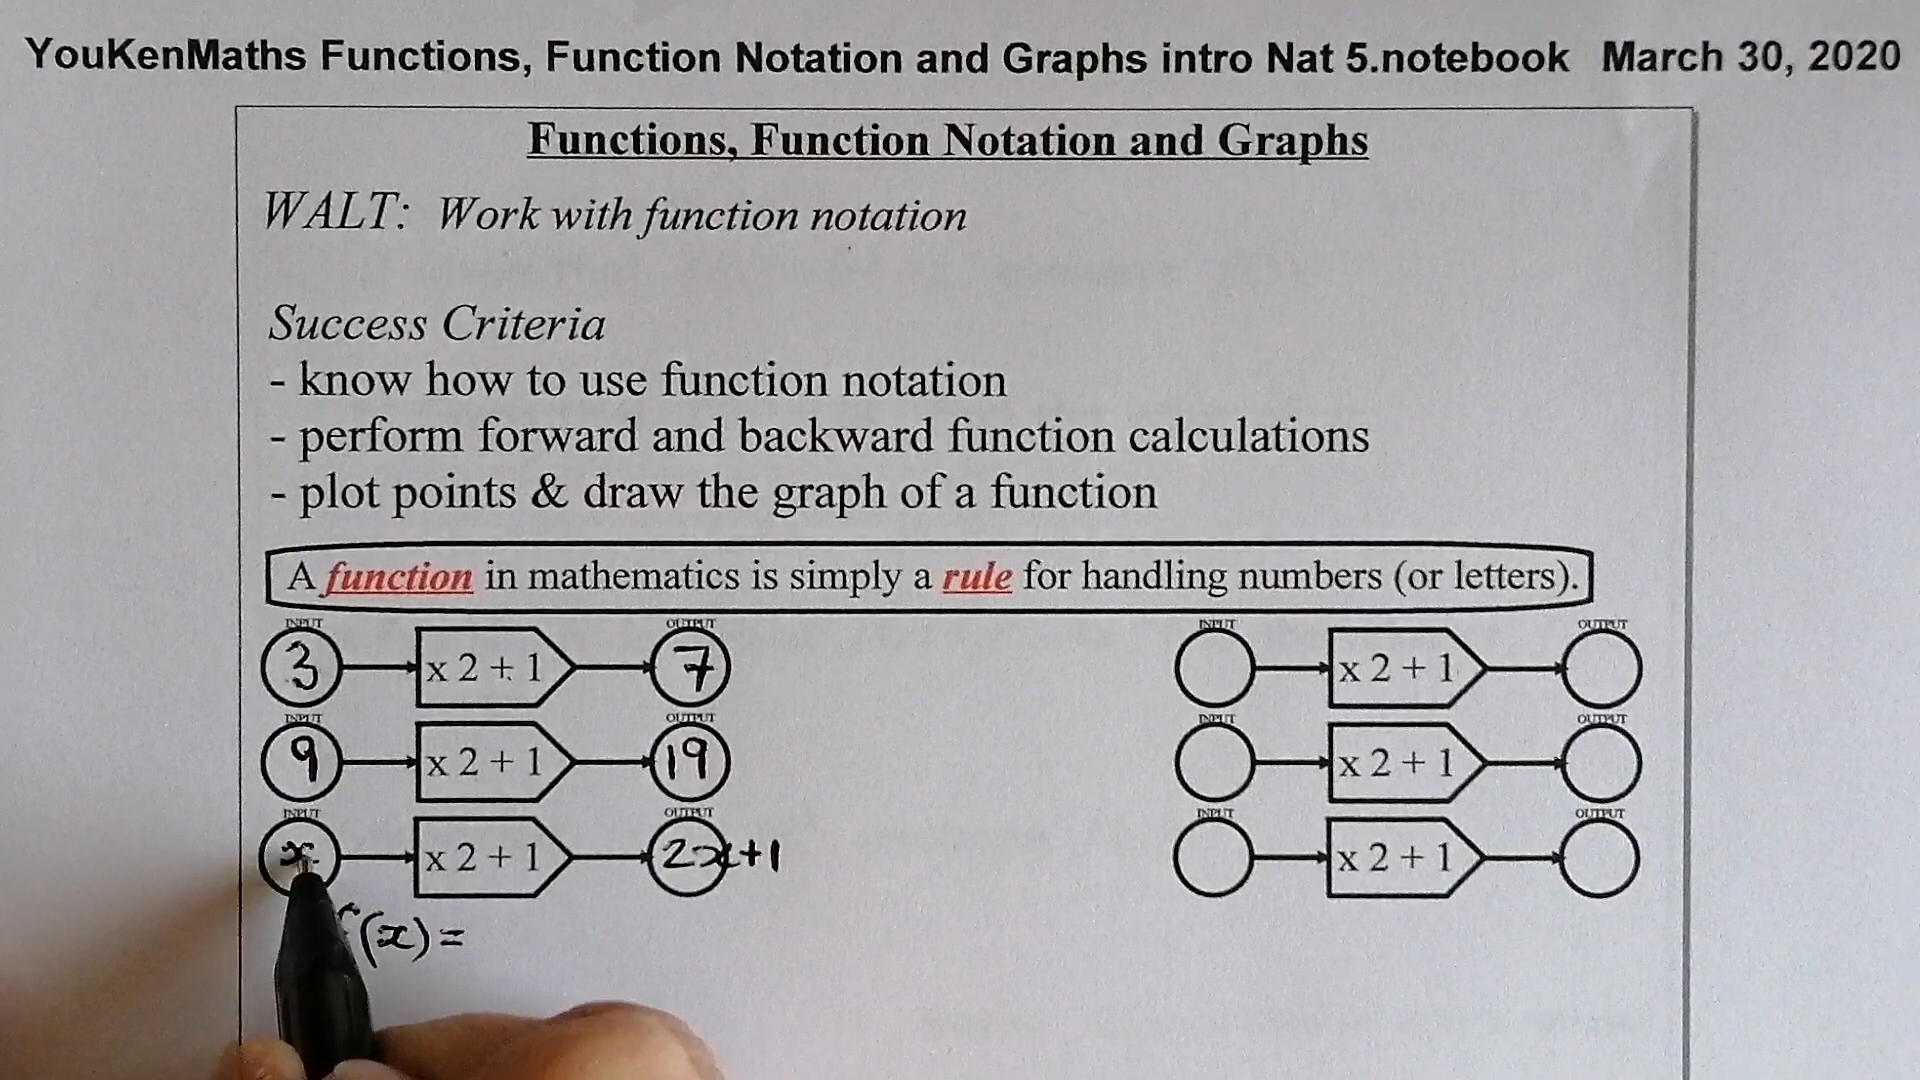 YouKenMaths Functions, Function Notation and Graphs intro Nat 5.notebook March 30, 2020
Functions, Function Notation and Graphs
WALT: Work with function notation
Success Criteria
- know how to use function notation
- perform forward and backward function calculations
- plot points & draw the graph of a function
A function in mathematics is simply a rule for handling numbers (or letters).
INPUT OUTPUT INPUT OUTPUT
3 x 2 + 1 7 x 2 + 1
INPUT OUTPUT INPUT OUTPUT
9 x 2 + 1 19 x 2 + 1
INPUT OUTPUT INPUT OUTPUT
x x 2 + 1 2x+1 x 2 + 1
(x) =